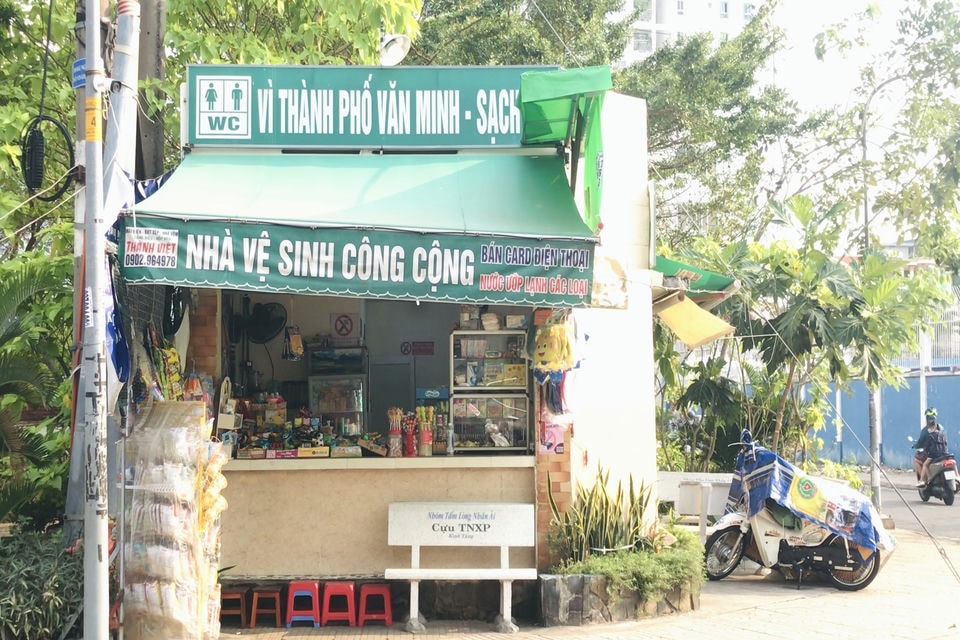 WC
VÌ THÀNH PHỐ VĂN MINH - SẠCH
THÀNH VIỆT
0902.964978
NHÀ VỆ SINH CÔNG CỘNG
BÁN CARD ĐIỆN THOẠI
NƯỚC ƯỚP LẠNH CÁC LOẠI
Nhóm Tấm Lòng Nhân Ái
Cựu TNXP
Kính Tặng